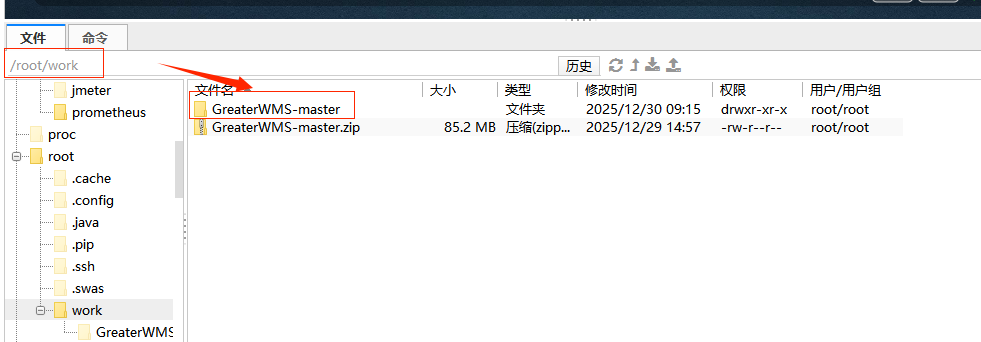 文件 命令
/root/work 历史
文件名 大小 类型 修改时间 权限 用户/用户组
GreaterWMS-master 文件夹 2025/12/30 09:15 drwxr-xr-x root/root
GreaterWMS-master.zip 85.2 MB 压缩(zipp... 2025/12/29 14:57 -rw-r--r-- root/root
jmeter
prometheus
proc
root
.cache
.config
.java
.pip
.ssh
.swas
work
GreaterWMS